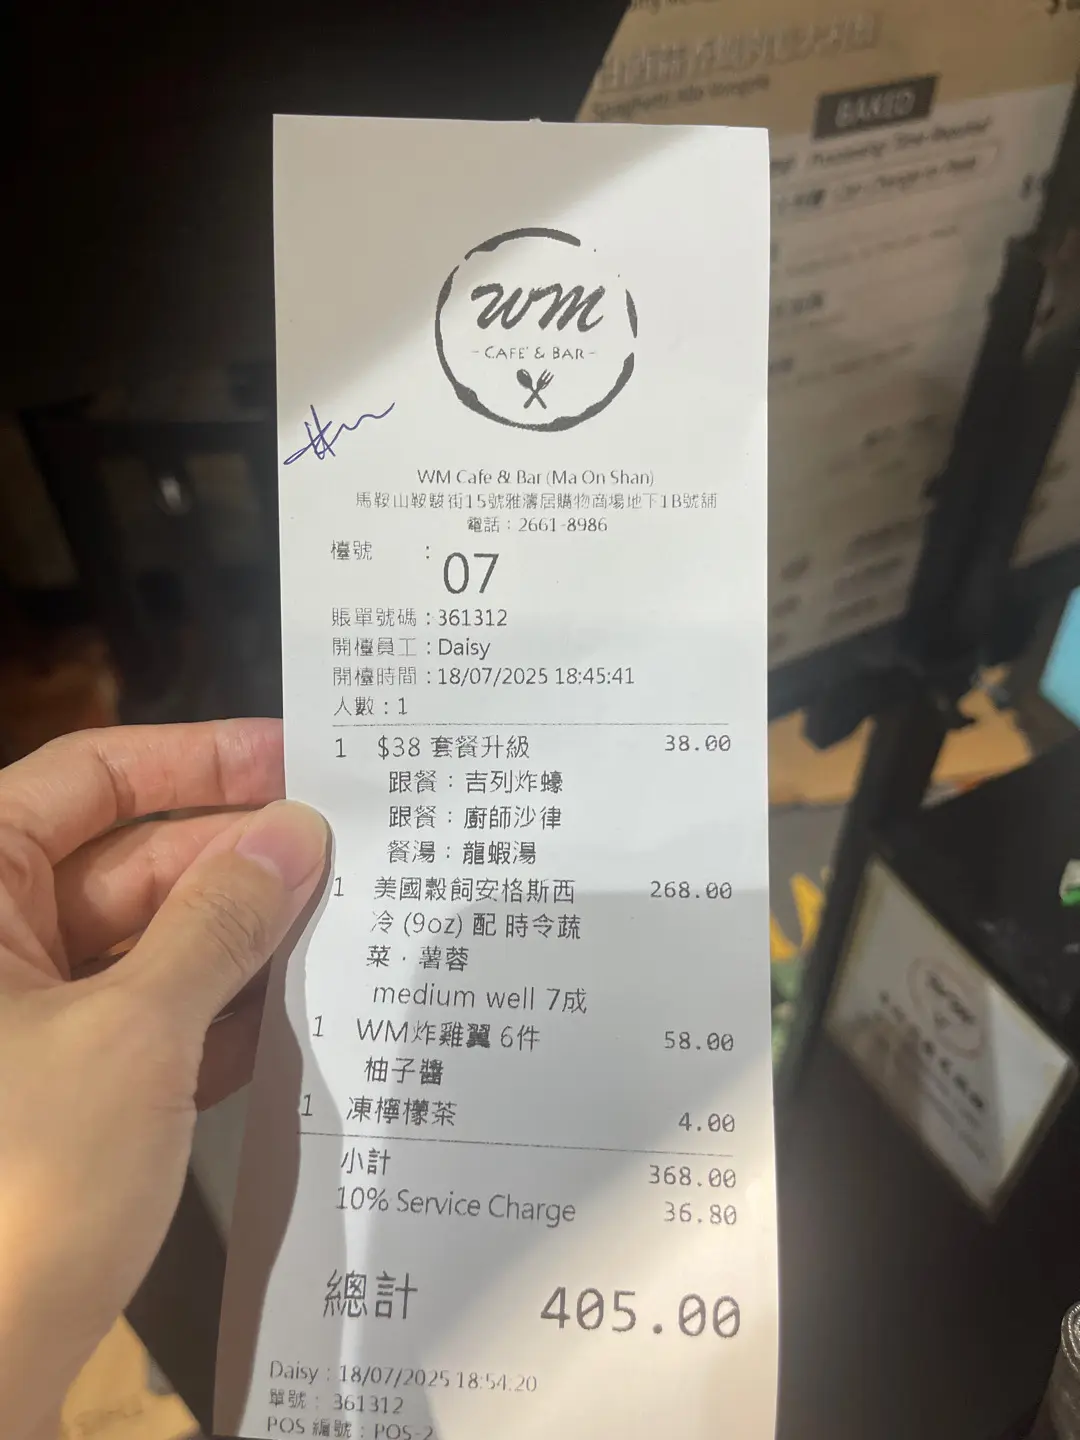 BAKED
wm
- CAFE' & BAR -
WM Cafe & Bar (Ma On Shan)
馬鞍山鞍駿街15號雅濤居購物商場地下1B號舖
電話：2661-8986
檯號 :
07
賬單號碼：361312
開檯員工：Daisy
開檯時間：18/07/2025 18:45:41
人數：1
1 $38 套餐升級 38.00
跟餐：吉列炸蠔
跟餐：廚師沙律
餐湯：龍蝦湯
1 美國穀飼安格斯西 268.00
冷 (9oz) 配 時令蔬
菜．薯蓉
medium well 7成
1 WM炸雞翼 6件 58.00
柚子醬
1 凍檸檬茶 4.00
小計 368.00
10% Service Charge 36.80
總計 405.00
Daisy : 18/07/2025 18:54:20
單號： 361312
POS 編號：POS-2